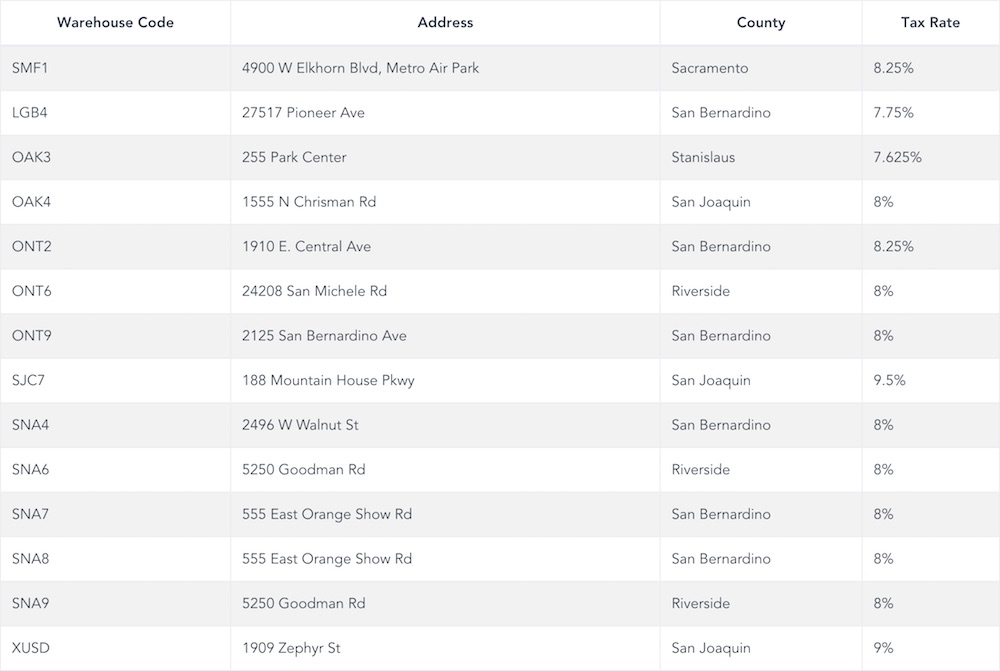 Warehouse Code Address County Tax Rate
SMF1 4900 W Elkhorn Blvd, Metro Air Park Sacramento 8.25%
LGB4 27517 Pioneer Ave San Bernardino 7.75%
OAK3 255 Park Center Stanislaus 7.625%
OAK4 1555 N Chrisman Rd San Joaquin 8%
ONT2 1910 E. Central Ave San Bernardino 8.25%
ONT6 24208 San Michele Rd Riverside 8%
ONT9 2125 San Bernardino Ave San Bernardino 8%
SJC7 188 Mountain House Pkwy San Joaquin 9.5%
SNA4 2496 W Walnut St San Bernardino 8%
SNA6 5250 Goodman Rd Riverside 8%
SNA7 555 East Orange Show Rd San Bernardino 8%
SNA8 555 East Orange Show Rd San Bernardino 8%
SNA9 5250 Goodman Rd Riverside 8%
XUSD 1909 Zephyr St San Joaquin 9%